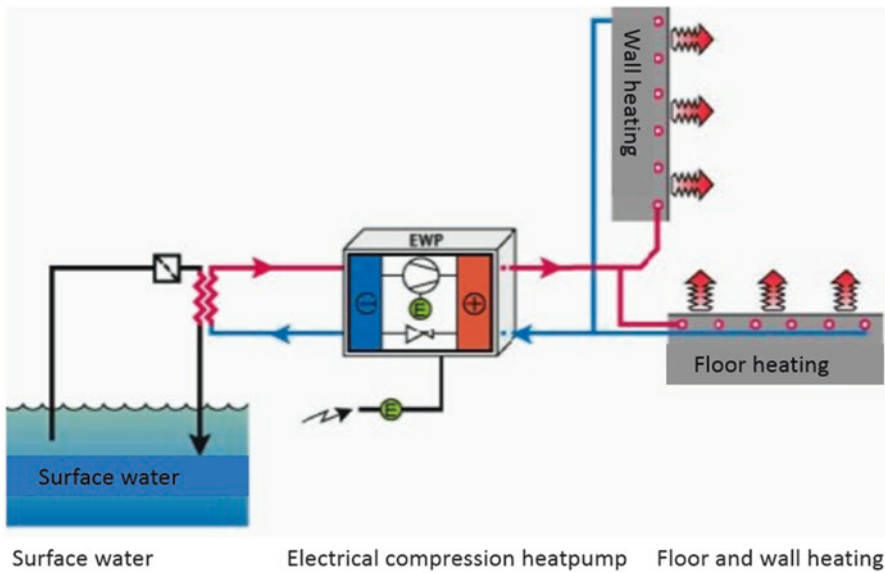 Wall heating
EWP
E
Floor heating
E
Surface water
Surface water
Electrical compression heatpump
Floor and wall heating